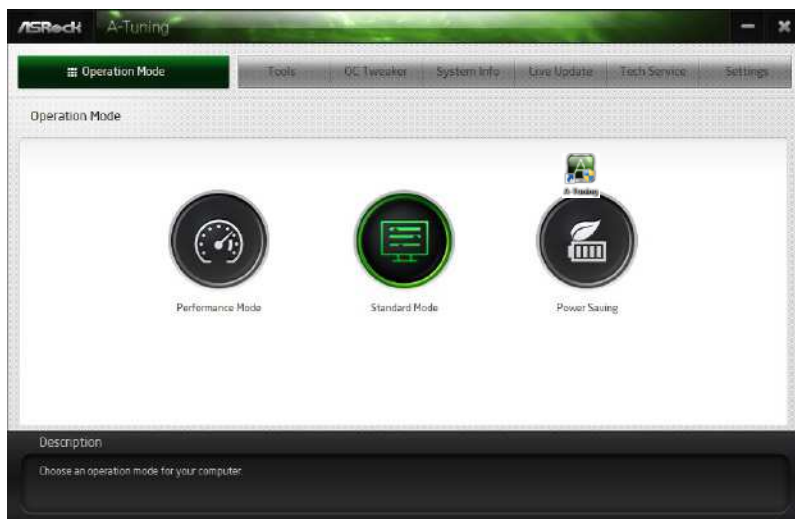 ASRock A-Tuning
Operation Mode Tools OC Tweaker System Info Live Update Tech Service Settings
Operation Mode
A-Tuning
Performance Mode Standard Mode Power Saving
Description
Choose an operation mode for your computer.